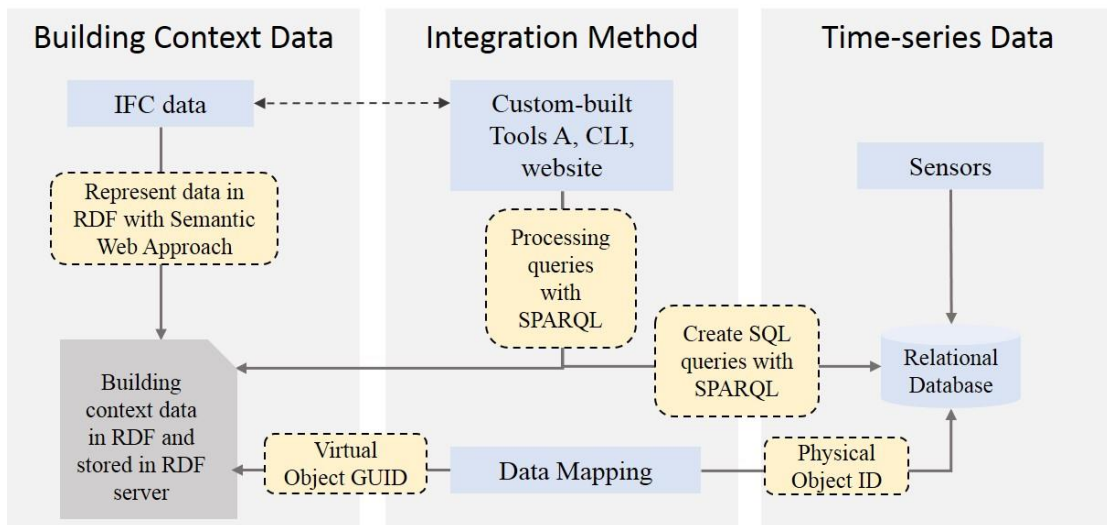 Building Context Data
Integration Method
Time-series Data
IFC data
Custom-built
Tools A, CLI,
website
Sensors
Represent data in
RDF with Semantic
Web Approach
Processing
queries
with
SPARQL
Create SQL
queries with
SPARQL
Relational
Database
Building
context data
in RDF and
stored in RDF
server
Virtual
Object GUID
Data Mapping
Physical
Object ID